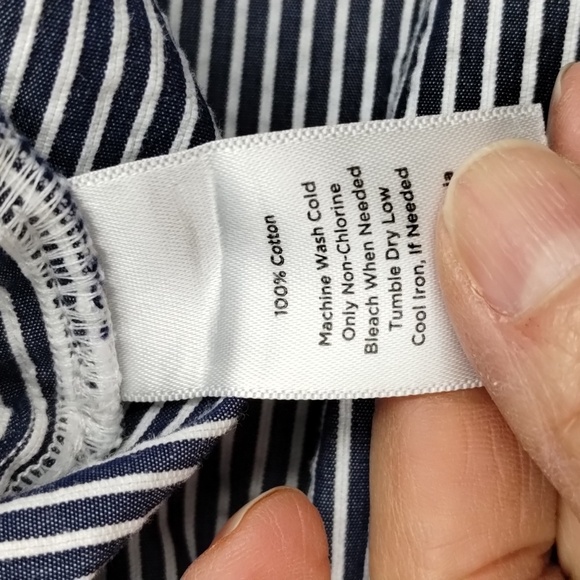 100% Cotton
Machine Wash Cold
Only Non-Chlorine
Bleach When Needed
Tumble Dry Low
Cool Iron, If Needed